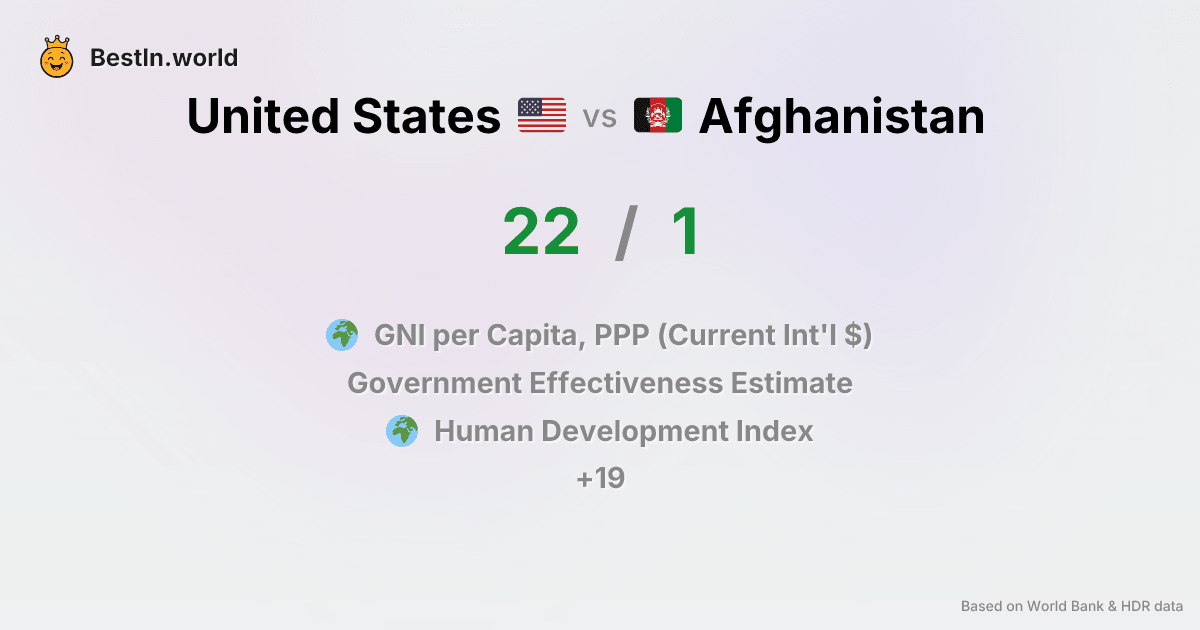 BestIn.world
United States vs Afghanistan
22 / 1
GNI per Capita, PPP (Current Int'l $)
Government Effectiveness Estimate
Human Development Index
+19
Based on World Bank & HDR data